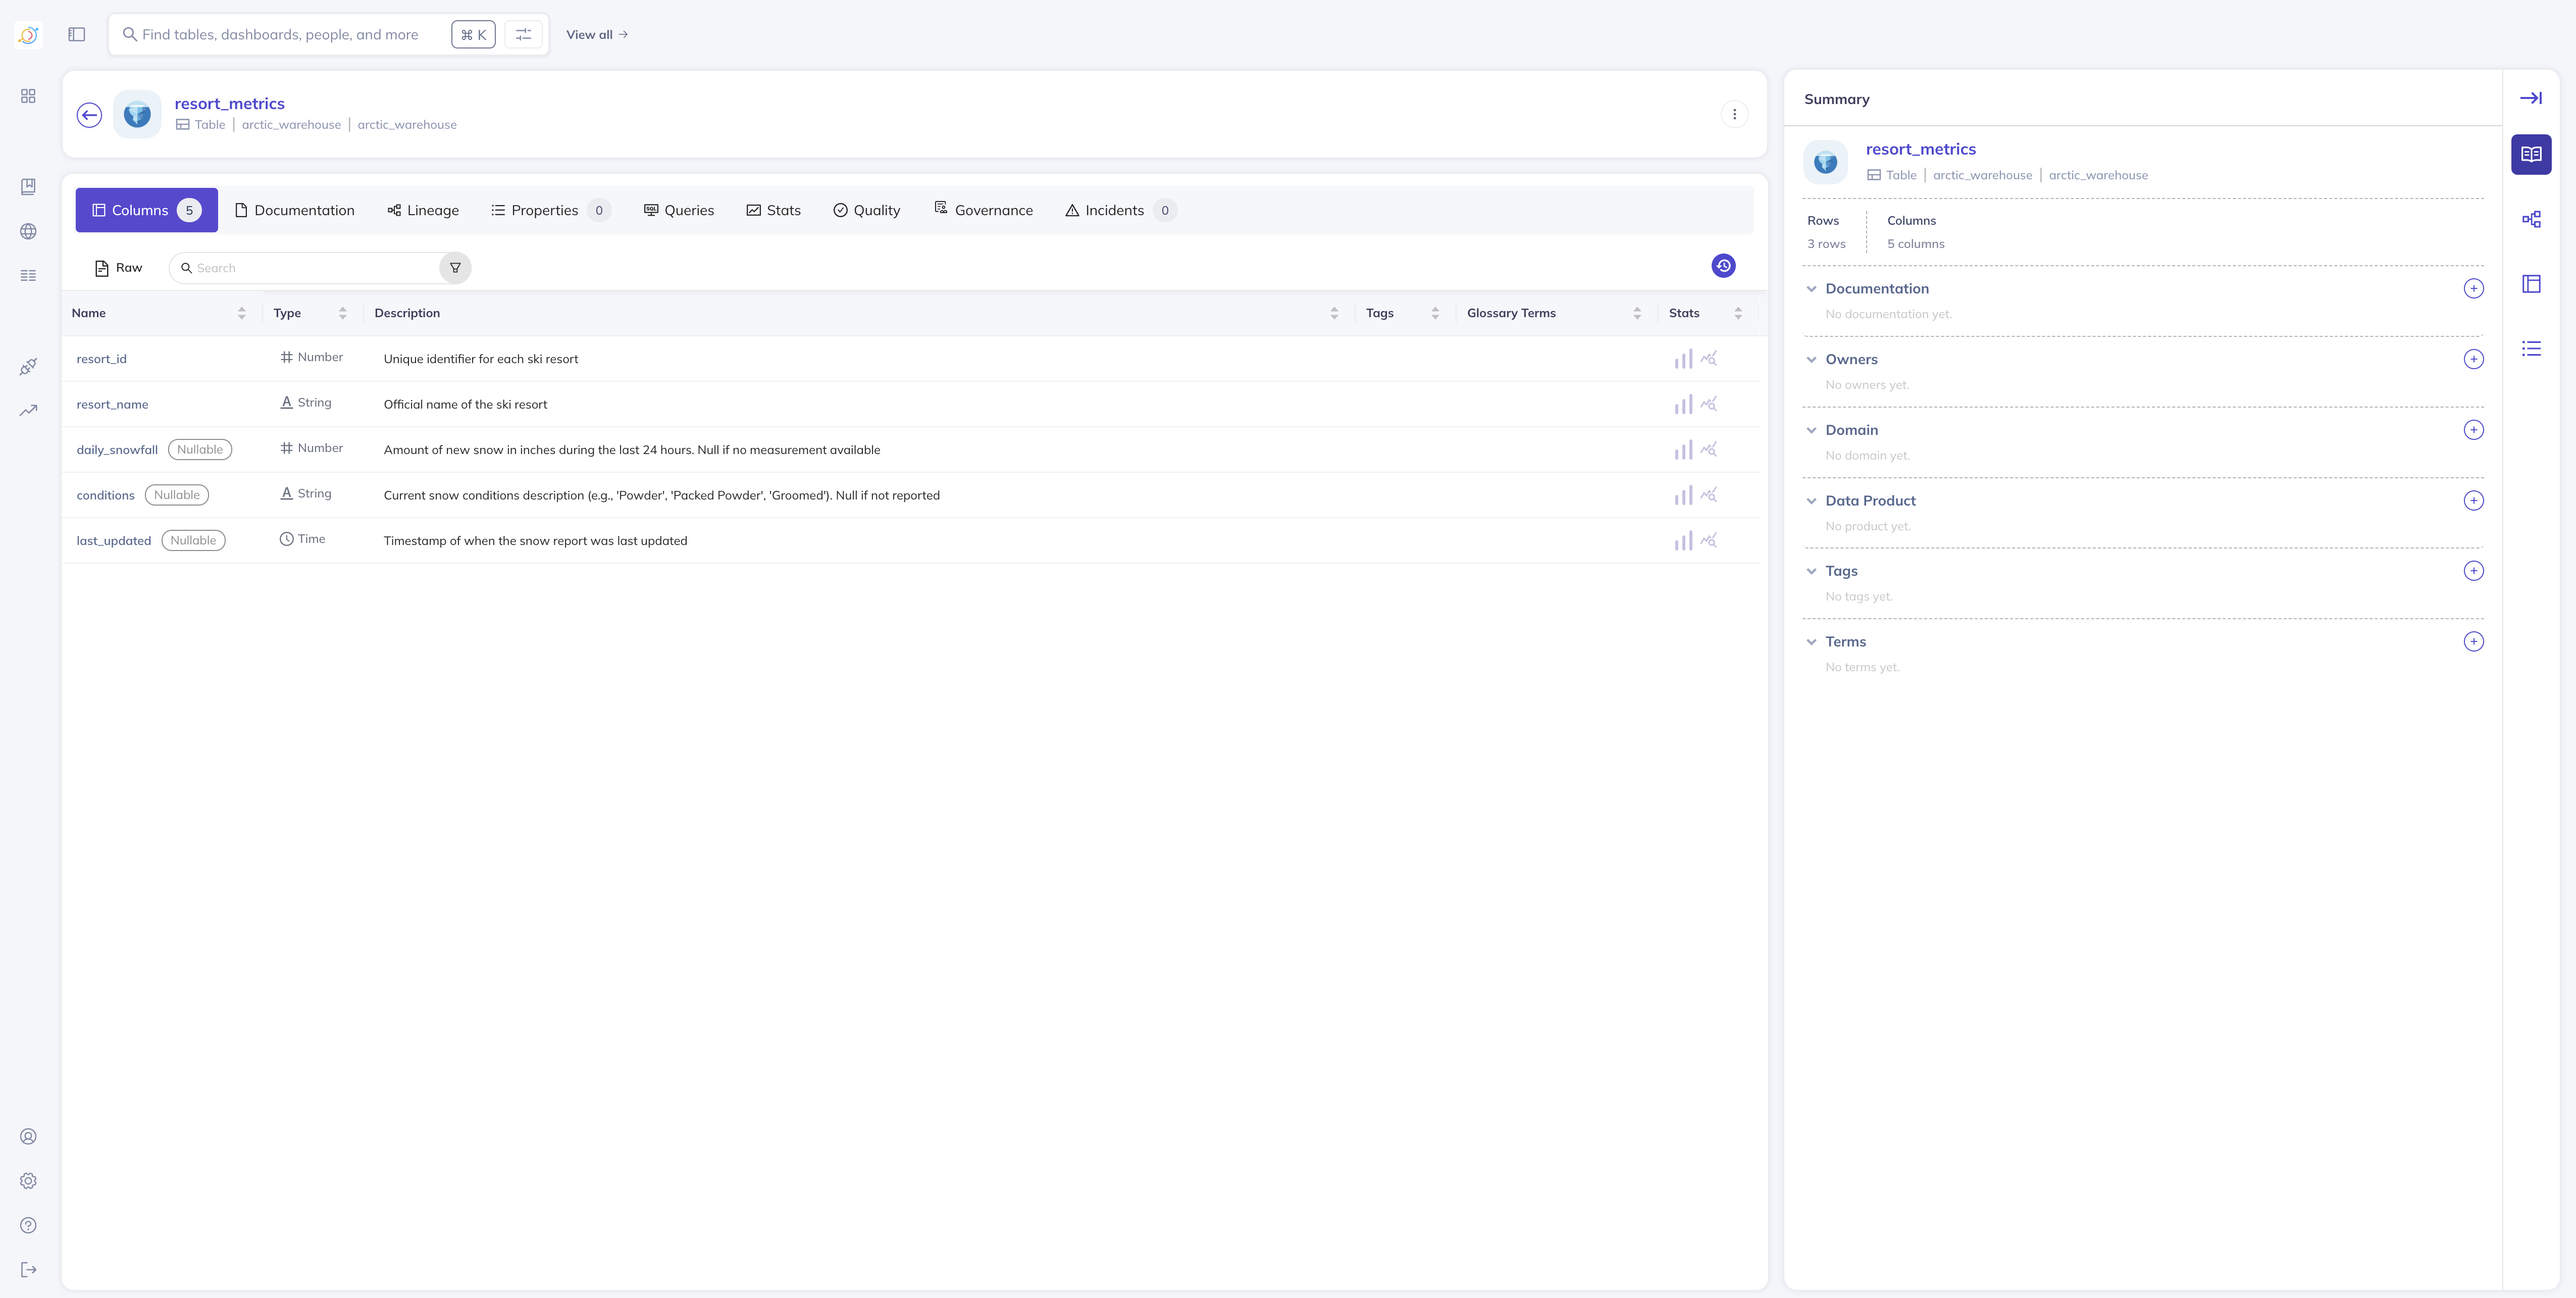 Find tables, dashboards, people, and more ⌘ K View all →
resort_metrics
Table | arctic_warehouse | arctic_warehouse
Columns 5 Documentation Lineage Properties 0 Queries Stats Quality Governance Incidents 0
Raw Search
Name Type Description Tags Glossary Terms Stats
resort_id Number Unique identifier for each ski resort
resort_name String Official name of the ski resort
daily_snowfall Nullable Number Amount of new snow in inches during the last 24 hours. Null if no measurement available
conditions Nullable String Current snow conditions description (e.g., 'Powder', 'Packed Powder', 'Groomed'). Null if not reported
last_updated Nullable Time Timestamp of when the snow report was last updated
Summary
resort_metrics
Table | arctic_warehouse | arctic_warehouse
Rows Columns
3 rows 5 columns
Documentation
No documentation yet.
Owners
No owners yet.
Domain
No domain yet.
Data Product
No product yet.
Tags
No tags yet.
Terms
No terms yet.